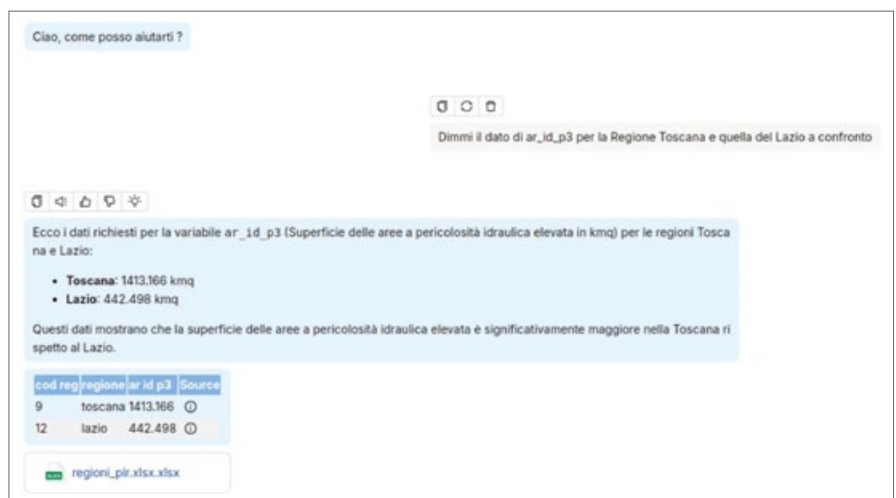 Ciao, come posso aiutarti ?
Dimmi il dato di ar_id_p3 per la Regione Toscana e quella del Lazio a confronto
Ecco i dati richiesti per la variabile ar_id_p3 (Superficie delle aree a pericolosità idraulica elevata in kmq) per le regioni Tosca
na e Lazio:
• Toscana: 1413.166 kmq
• Lazio: 442.498 kmq
Questi dati mostrano che la superficie delle aree a pericolosità idraulica elevata è significativamente maggiore nella Toscana ri
spetto al Lazio.
cod reg regione ar id p3 Source
9 toscana 1413.166
12 lazio 442.498
regioni_pir.xlsx.xlsx